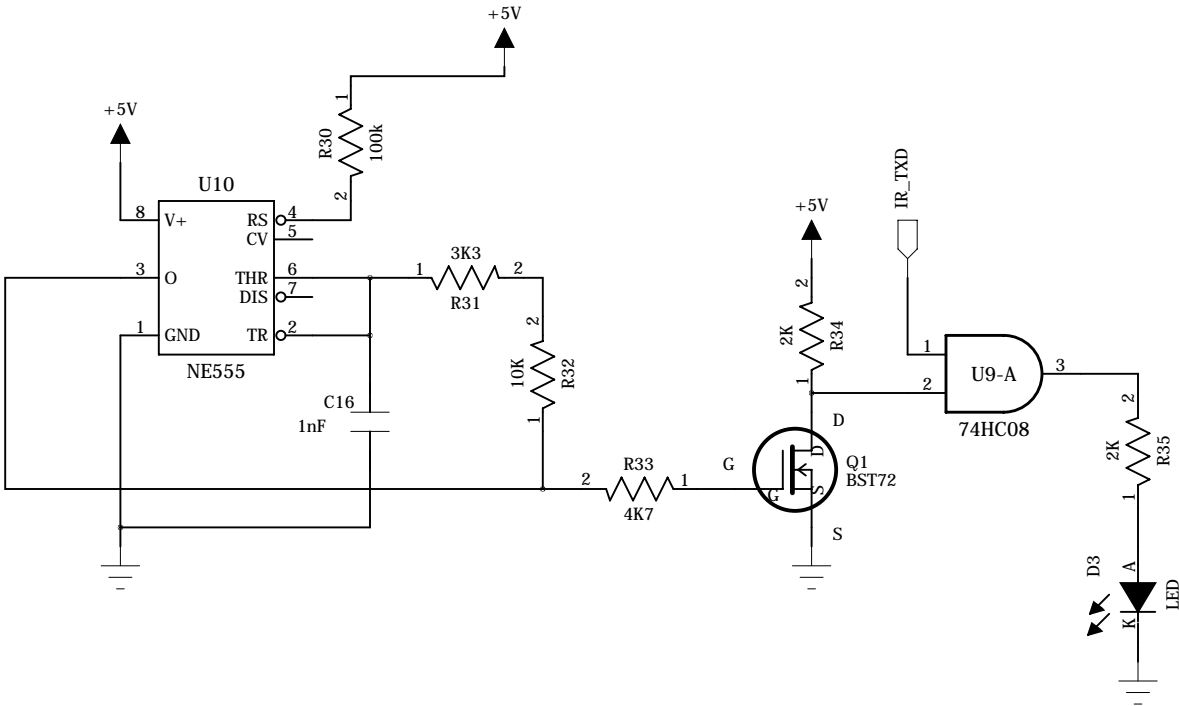 +5V
+5V
1
R30
100k
2
U10
8
V+
RS
4
CV
5
3
O
THR
6
DIS
7
1
GND
TR
2
NE555
1
3K3
2
R31
2
10K
R32
1
C16
1nF
2
R33
1
4K7
+5V
2
2K
R34
1
D
G
D
G
S
Q1
BST72
S
IR_TXD
1
2
U9-A
3
74HC08
2
2K
R35
1
D3
A
LED
K